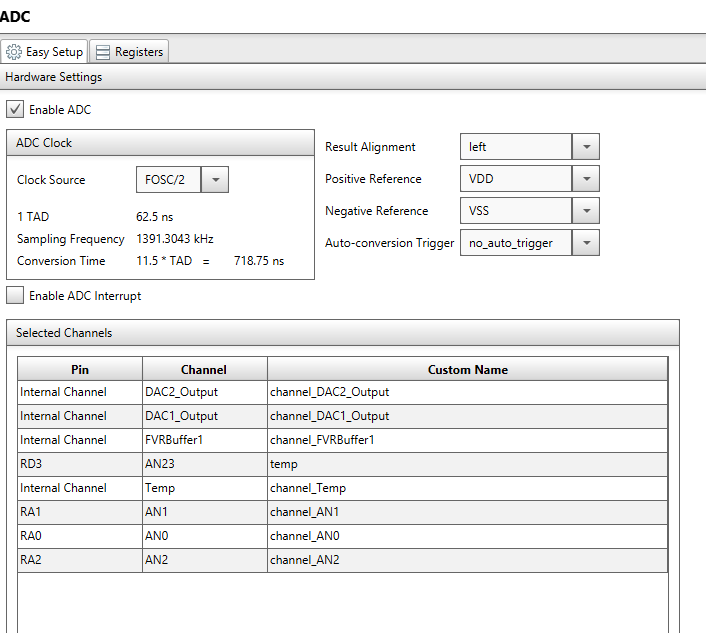 ADC
Easy Setup Registers
Hardware Settings
Enable ADC
ADC Clock
Clock Source FOSC/2
1 TAD 62.5 ns
Sampling Frequency 1391.3043 kHz
Conversion Time 11.5 * TAD = 718.75 ns
Result Alignment left
Positive Reference VDD
Negative Reference VSS
Auto-conversion Trigger no_auto_trigger
Enable ADC Interrupt
Selected Channels
Pin Channel Custom Name
Internal Channel DAC2_Output channel_DAC2_Output
Internal Channel DAC1_Output channel_DAC1_Output
Internal Channel FVRBuffer1 channel_FVRBuffer1
RD3 AN23 temp
Internal Channel Temp channel_Temp
RA1 AN1 channel_AN1
RA0 AN0 channel_AN0
RA2 AN2 channel_AN2